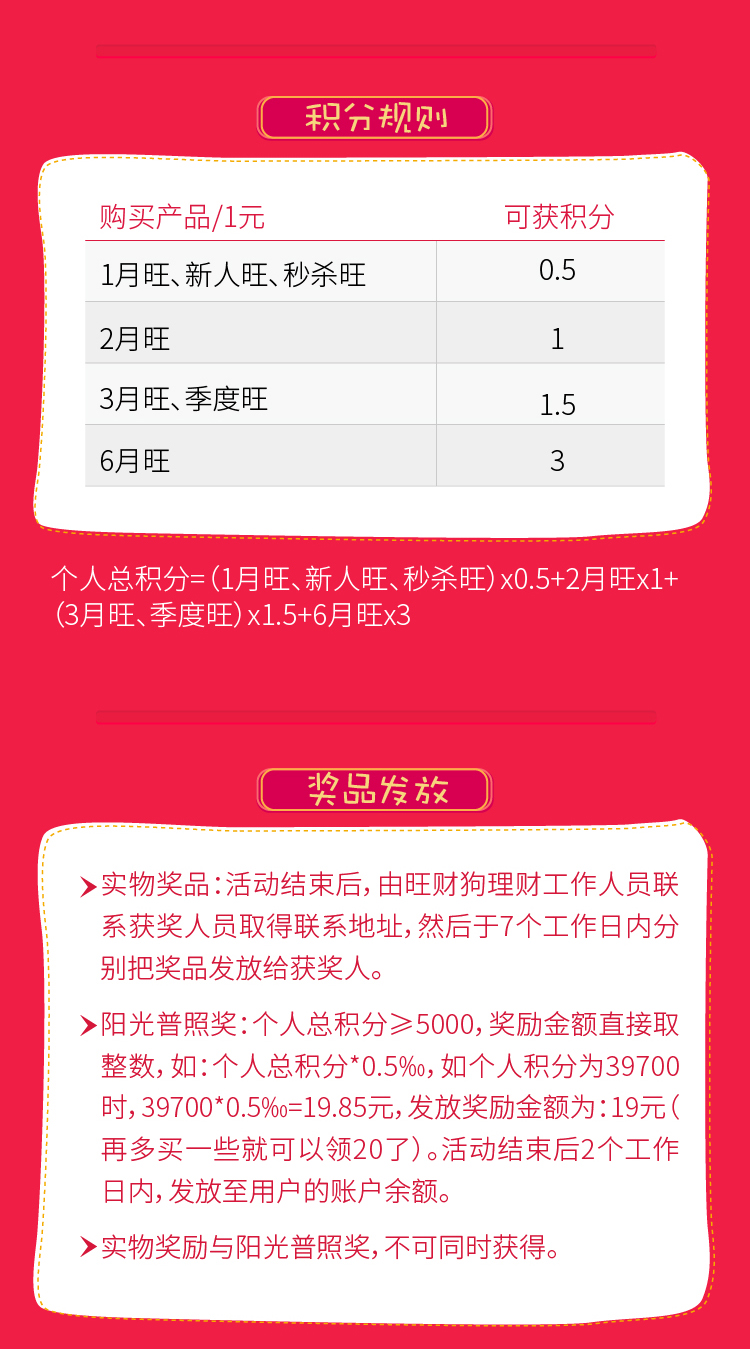 积分规则
购买产品/1元 可获积分
1月旺、新人旺、秒杀旺 0.5
2月旺 1
3月旺、季度旺 1.5
6月旺 3
个人总积分=（1月旺、新人旺、秒杀旺）x0.5+2月旺x1+
（3月旺、季度旺）x1.5+6月旺x3
奖品发放
实物奖品：活动结束后，由旺财狗理财工作人员联
系获奖人员取得联系地址，然后于7个工作日内分
别把奖品发放给获奖人。
阳光普照奖：个人总积分≥5000，奖励金额直接取
整数，如：个人总积分*0.5‰，如个人积分为39700
时，39700*0.5‰=19.85元，发放奖励金额为：19元（
再多买一些就可以领20了）。活动结束后2个工作
日内，发放至用户的账户余额。
实物奖励与阳光普照奖，不可同时获得。